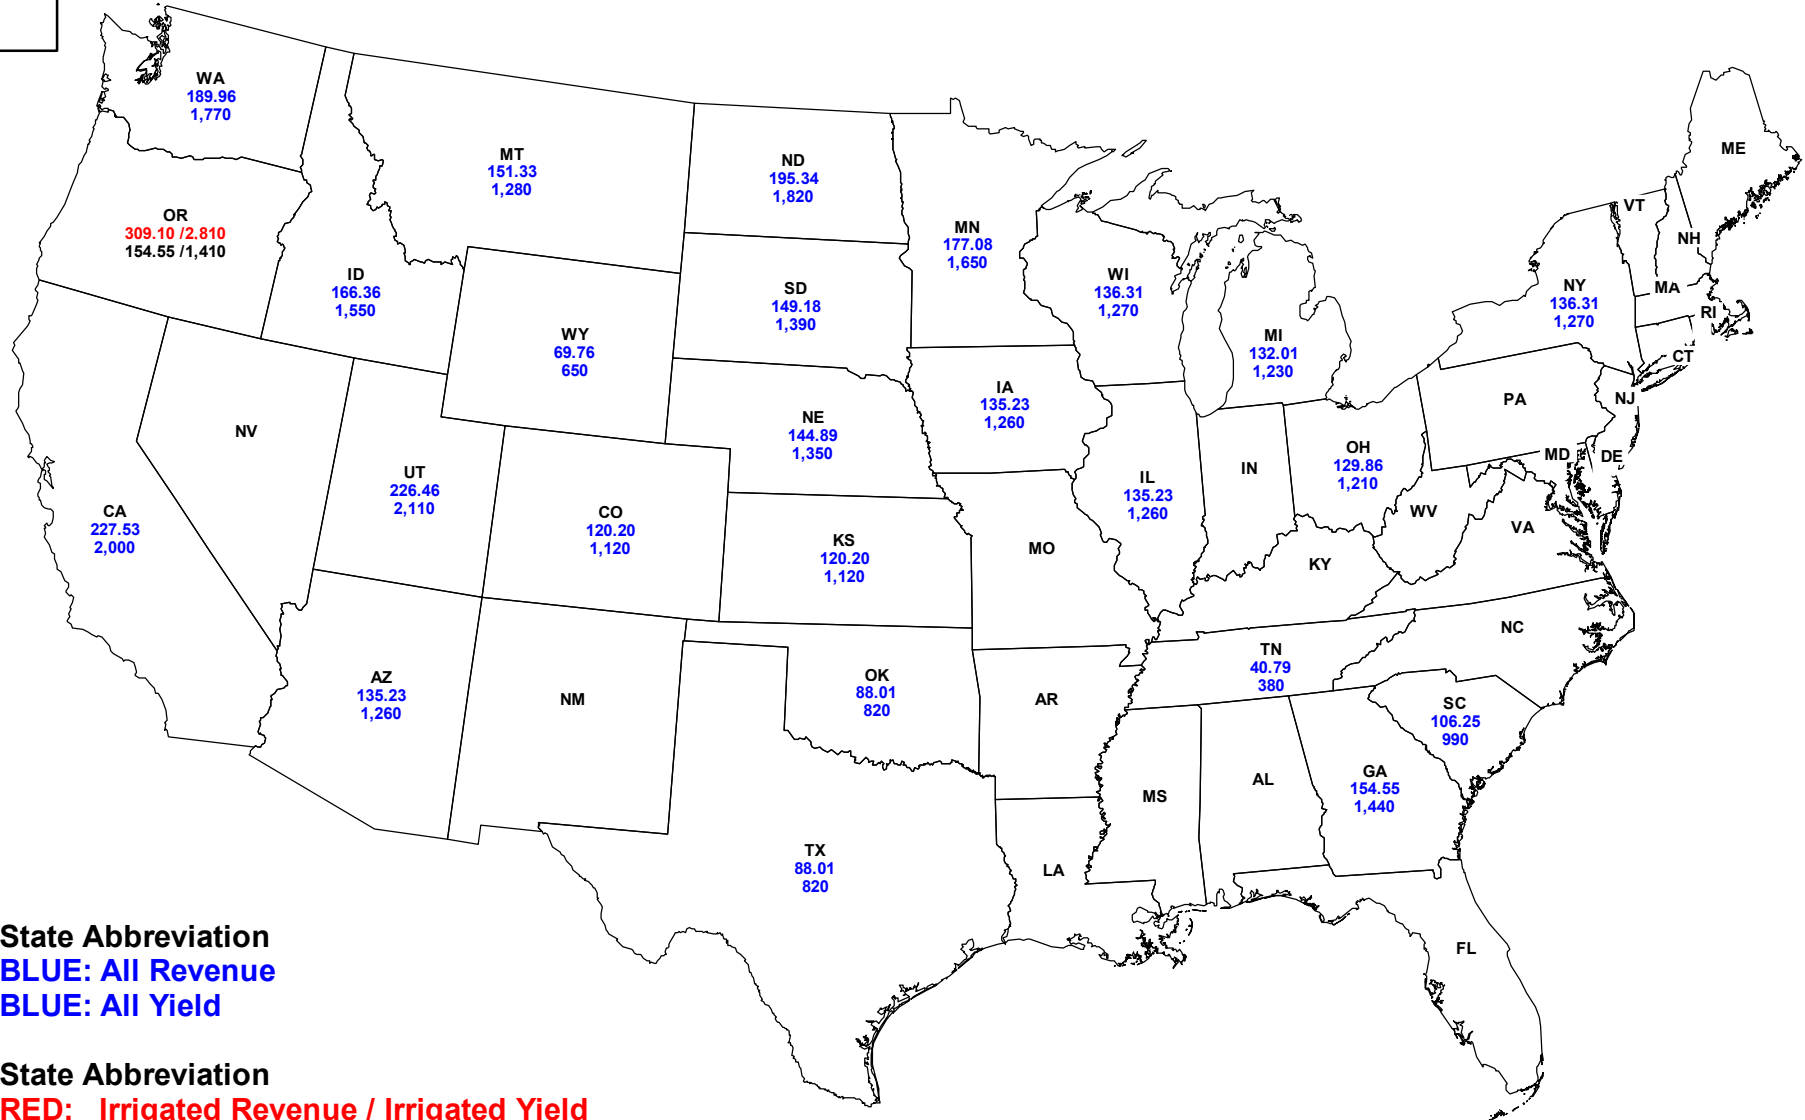 WA
189.96
1,770
MT
151.33
1,280
ND
195.34
1,820
ME
OR
309.10 /2.810
154.55 /1,410
ID
166.36
1,550
MN
177.08
1,650
VT
NH
WI
136.31
1,270
SD
149.18
1,390
WY
69.76
650
MI
132.01
1,230
NY
136.31
1,270
MA
RI
CT
IA
135.23
1,260
NE
144.89
1,350
PA
NJ
NV
UT
226.46
2,110
IL
135.23
1,260
IN
OH
129.86
1,210
MD
DE
CA
227.53
2,000
CO
120.20
1,120
KS
120.20
1,120
MO
WV
VA
KY
AZ
135.23
1,260
NM
OK
88.01
820
AR
TN
40.79
380
NC
SC
106.25
990
MS
AL
GA
154.55
1,440
TX
88.01
820
LA
FL
State Abbreviation
BLUE: All Revenue
BLUE: All Yield
State Abbreviation
RED: Irrigated Revenue / Irrigated Yield